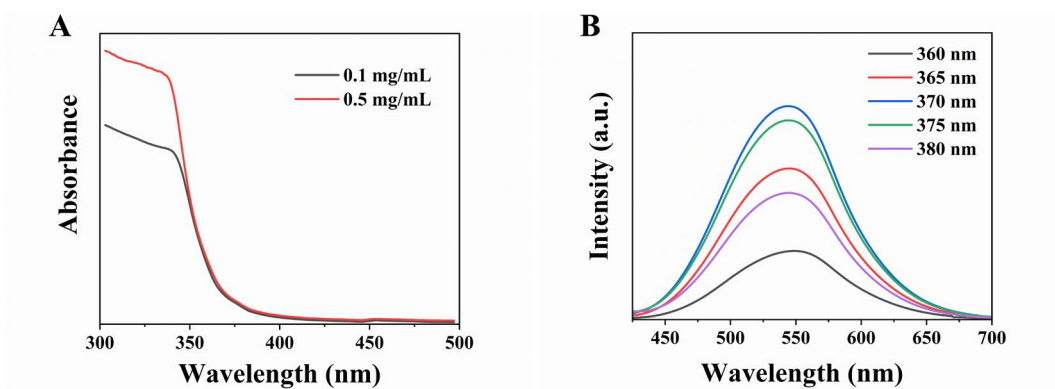 A
Absorbance
0.1 mg/mL
0.5 mg/mL
300
350
400
450
500
Wavelength (nm)
B
Intensity (a.u.)
360 nm
365 nm
370 nm
375 nm
380 nm
450
500
550
600
650
700
Wavelength (nm)